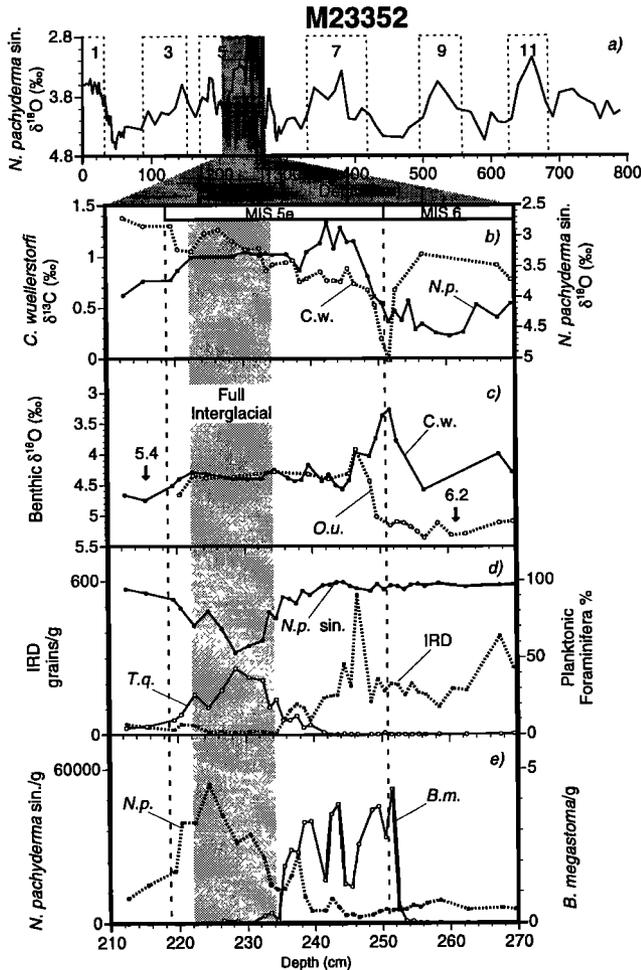 M23352
2.8
3.8
4.8
N. pachyderma sin.
δ¹⁸O (‰)
1
3
5
7
9
11
a)
0 100 200 300 400 500 600 700 800
MIS 5e
MIS 6
1.5
1
0.5
0
C. wuellerstorfi
δ¹³C (‰)
b)
2.5
3
3.5
4
4.5
5
N. pachyderma sin.
δ¹⁸O (‰)
C.w.
N.p.
Full
Interglacial
c)
3
3.5
4
4.5
5
5.5
Benthic δ¹⁸O (‰)
5.4
C.w.
O.u.
6.2
d)
600
0
IRD
grains/g
N.p. sin.
IRD
T.q.
100
50
0
Planktonic
Foraminifera %
e)
60000
0
N. pachyderma sin./g
N.p.
B.m.
5
0
B. megastoma/g
210 220 230 240 250 260 270
Depth (cm)